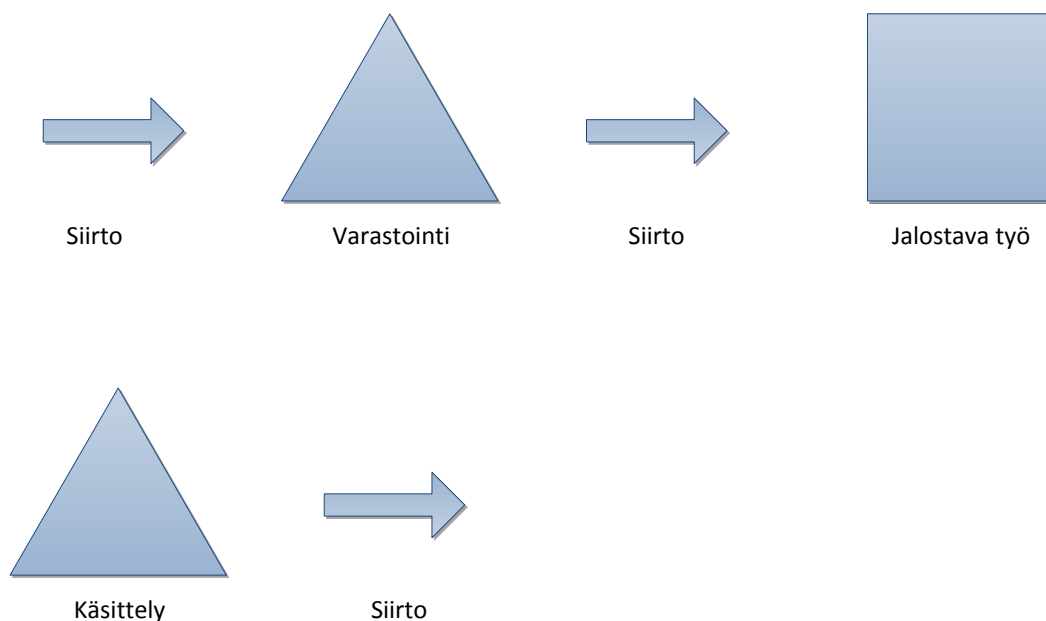 Siirto
Varastointi
Siirto
Jalostava työ
Käsittely
Siirto